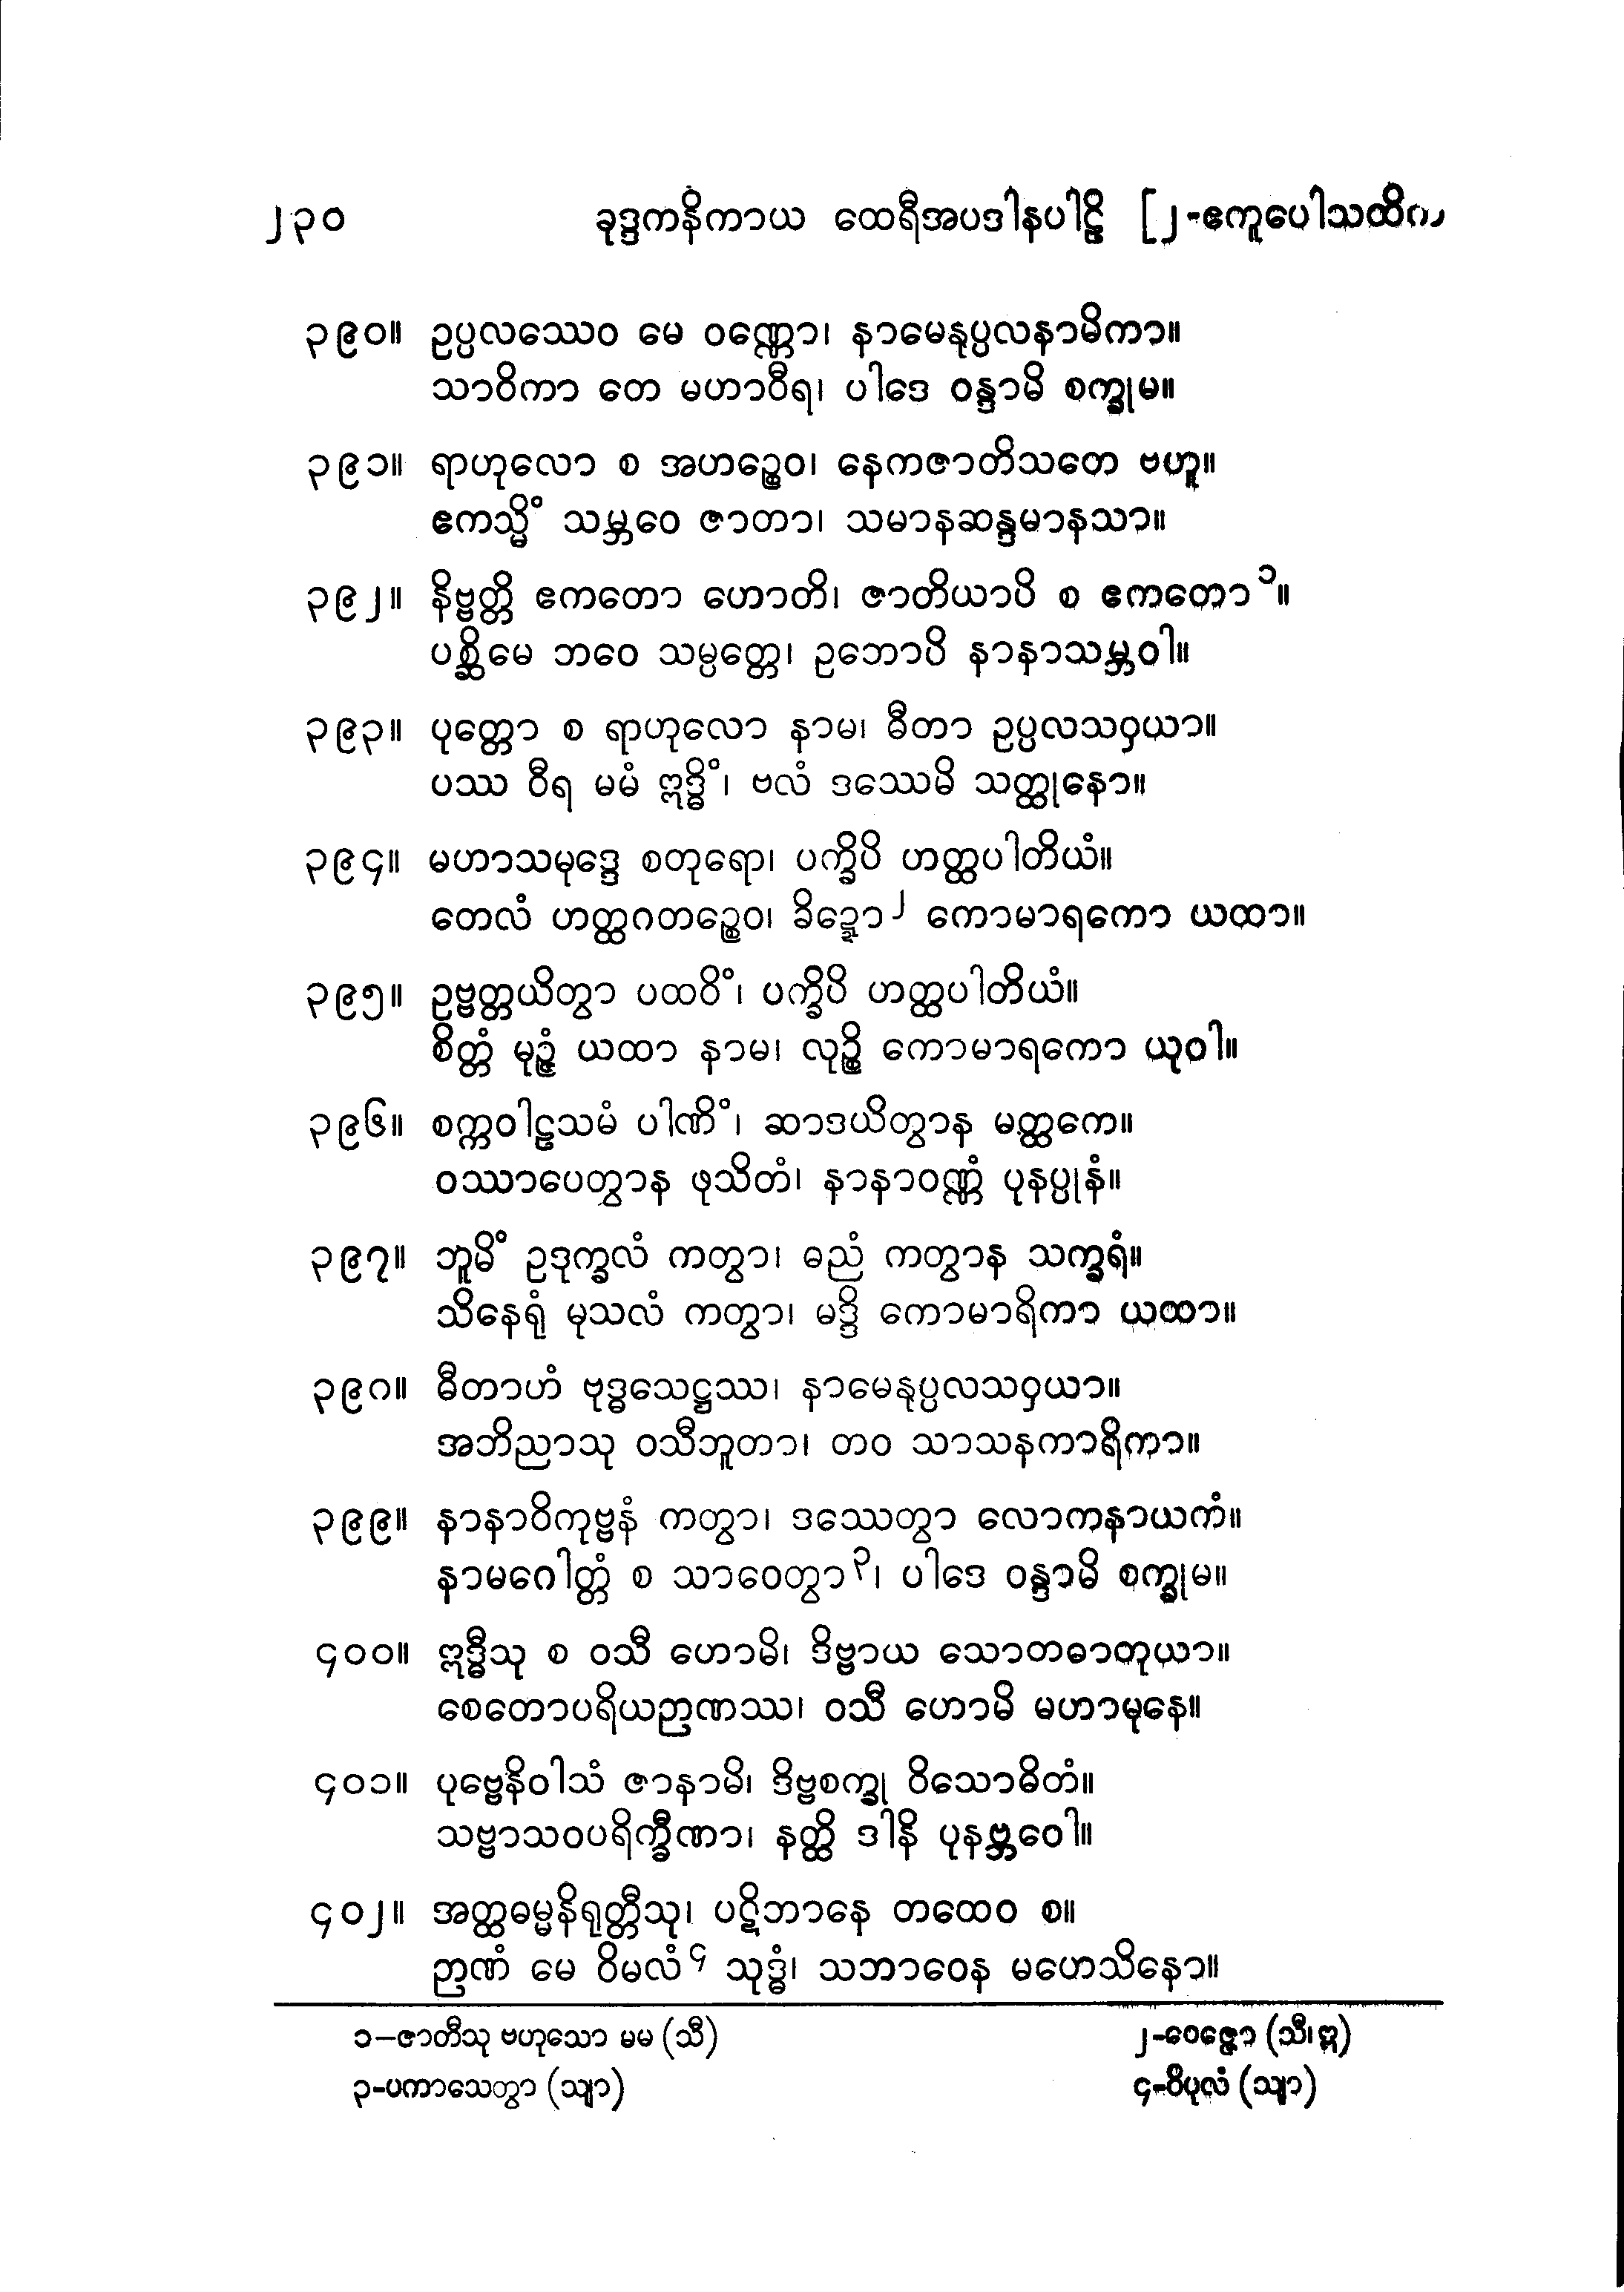 ၂၃၀ ခုဒ္ဒကနိကာယ ထေရီအပဒါနပါဠိ [၂-ဧကူပေါသထိက
၃၉၀။ ဥပ္ပလဿေဝ မေ ဝဏ္ဏော၊ နာမေနုပ္ပလနာမိကာ။
သာဝိကာ တေ မဟာဝီရ၊ ပါဒေ ဝန္ဒာမိ စက္ခုမ။
၃၉၁။ ရာဟုလော စ အဟဉ္စေဝ၊ နေကဇာတိသတေ ဗဟူ။
ဧကသ္မိံ သမ္ဘဝေ ဇာတာ၊ သမာနဆန္ဒမာနသာ။
၃၉၂။ နိဗ္ဗတ္တိ ဧကတော ဟောတိ၊ ဇာတိယာပိ စ ဧကတော၁။
ပစ္ဆိမေ ဘဝေ သမ္ပတ္တေ၊ ဥဘောပိ နာနာသမ္ဘဝါ။
၃၉၃။ ပုတ္တော စ ရာဟုလော နာမ၊ ဓီတာ ဥပ္ပလသဝှယာ။
ပဿ ဝီရ မမံ ဣဒ္ဓိံ၊ ဗလံ ဒဿေမိ သတ္ထုနော။
၃၉၄။ မဟာသမုဒ္ဒေ စတုရော၊ ပက္ခိပိ ဟတ္ထပါတိယံ။
တေလံ ဟတ္ထဂတဉ္စေဝ၊ ခိဍ္ဍော၂ ကောမာရကော ယထာ။
၃၉၅။ ဥဗ္ဗတ္တယိတွာ ပထဝိံ၊ ပက္ခိပိ ဟတ္ထပါတိယံ။
စိတ္တံ မုဉ္ဇံ ယထာ နာမ၊ လုဉ္စိ ကောမာရကော ယုဝါ။
၃၉၆။ စက္ကဝါဠသမံ ပါဏိံ၊ ဆာဒယိတွာန မတ္ထကေ။
ဝဿာပေတွာန ဖုသိတံ၊ နာနာဝဏ္ဏံ ပုနပ္ပုနံ။
၃၉၇။ ဘူမိံ ဥဒုက္ခလံ ကတွာ၊ ဓညံ ကတွာန သက္ခရံ။
သိနေရုံ မုသလံ ကတွာ၊ မဒ္ဒိ ကောမာရိကာ ယထာ။
၃၉၈။ ဓီတာဟံ ဗုဒ္ဓသေဋ္ဌဿ၊ နာမေနုပ္ပလသဝှယာ။
အဘိညာသု ဝသီဘူတာ၊ တဝ သာသနကာရိကာ။
၃၉၉။ နာနာဝိကုဗ္ဗနံ ကတွာ၊ ဒဿေတွာ လောကနာယကံ။
နာမဂေါတ္တံ စ သာဝေတွာ၃၊ ပါဒေ ဝန္ဒာမိ စက္ခုမ။
၄၀၀။ ဣဒ္ဓီသု စ ဝသီ ဟောမိ၊ ဒိဗ္ဗာယ သောတဓာတုယာ။
စေတောပရိယဉာဏဿ၊ ဝသီ ဟောမိ မဟာမုနေ။
၄၀၁။ ပုဗ္ဗေနိဝါသံ ဇာနာမိ၊ ဒိဗ္ဗစက္ခု ဝိသောဓိတံ။
သဗ္ဗာသဝပရိက္ခီဏာ၊ နတ္ထိ ဒါနိ ပုနဗ္ဘဝေါ။
၄၀၂။ အတ္ထဓမ္မနိရုတ္တီသု၊ ပဋိဘာနေ တထေဝ စ။
ဉာဏံ မေ ဝိမလံ၄ သုဒ္ဓံ၊ သဘာဝေန မဟေသိနော။
၁–ဇာတီသု ဗဟုသော မမ (သီ) ၂-ဝေဇ္ဇော (သီ၊ဣ)
၃-ပကာသေတွာ (သျာ) ၄-ဝိပုလံ (သျာ)